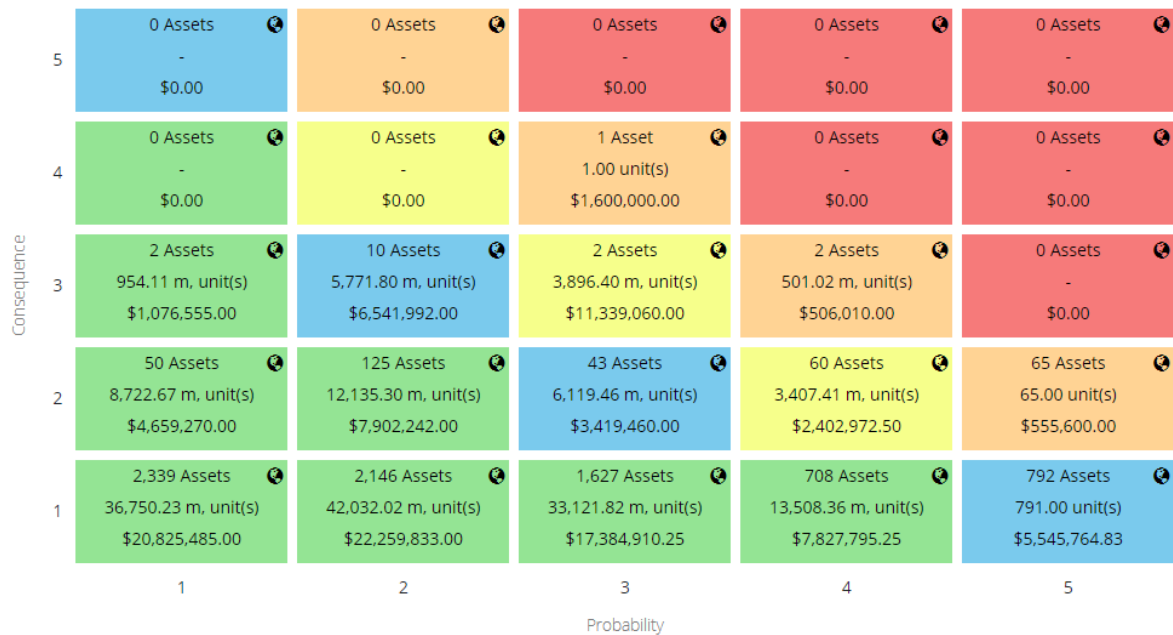 0 Assets
-
$0.00
0 Assets
-
$0.00
0 Assets
-
$0.00
0 Assets
-
$0.00
0 Assets
-
$0.00
5
0 Assets
-
$0.00
0 Assets
-
$0.00
1 Asset
1.00 unit(s)
$1,600,000.00
0 Assets
-
$0.00
0 Assets
-
$0.00
4
2 Assets
954.11 m, unit(s)
$1,076,555.00
10 Assets
5,771.80 m, unit(s)
$6,541,992.00
2 Assets
3,896.40 m, unit(s)
$11,339,060.00
2 Assets
501.02 m, unit(s)
$506,010.00
0 Assets
-
$0.00
3
Consequence
50 Assets
8,722.67 m, unit(s)
$4,659,270.00
125 Assets
12,135.30 m, unit(s)
$7,902,242.00
43 Assets
6,119.46 m, unit(s)
$3,419,460.00
60 Assets
3,407.41 m, unit(s)
$2,402,972.50
65 Assets
65.00 unit(s)
$555,600.00
2
2,339 Assets
36,750.23 m, unit(s)
$20,825,485.00
2,146 Assets
42,032.02 m, unit(s)
$22,259,833.00
1,627 Assets
33,121.82 m, unit(s)
$17,384,910.25
708 Assets
13,508.36 m, unit(s)
$7,827,795.25
792 Assets
791.00 unit(s)
$5,545,764.83
1
1
2
3
4
5
Probability